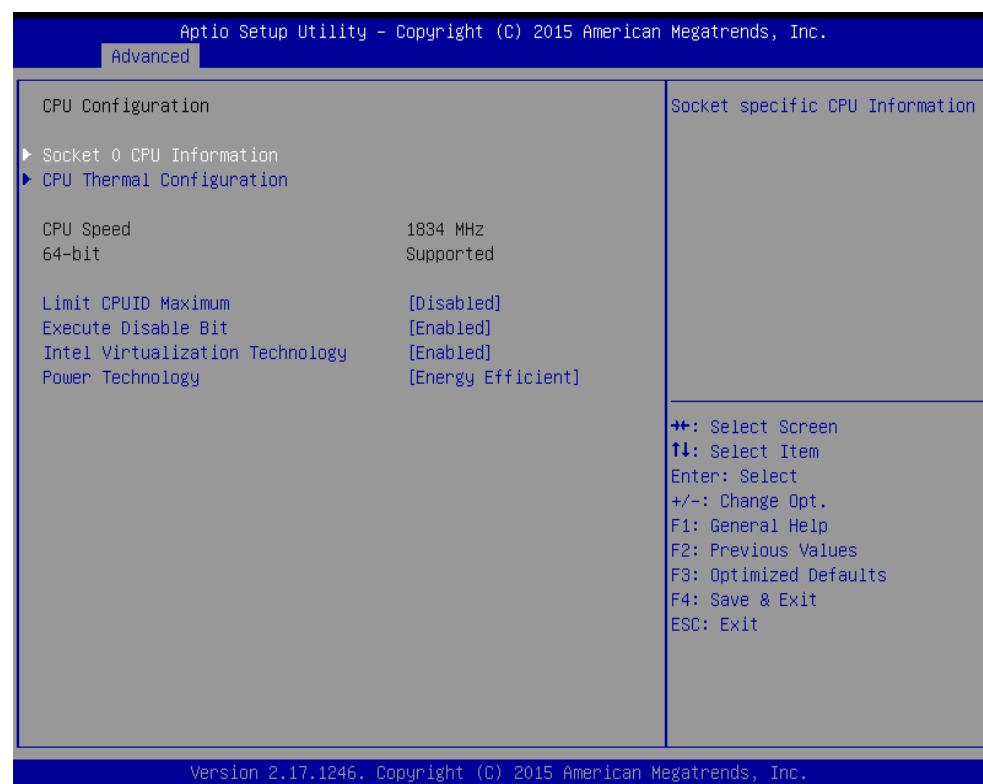 Aptio Setup Utility – Copyright (C) 2015 American Megatrends, Inc.
Advanced
CPU Configuration
Socket 0 CPU Information
CPU Thermal Configuration
CPU Speed 1834 MHz
64-bit Supported
Limit CPUID Maximum [Disabled]
Execute Disable Bit [Enabled]
Intel Virtualization Technology [Enabled]
Power Technology [Energy Efficient]
Socket specific CPU Information
→←: Select Screen
↑↓: Select Item
Enter: Select
+/-: Change Opt.
F1: General Help
F2: Previous Values
F3: Optimized Defaults
F4: Save & Exit
ESC: Exit
Version 2.17.1246. Copyright (C) 2015 American Megatrends, Inc.